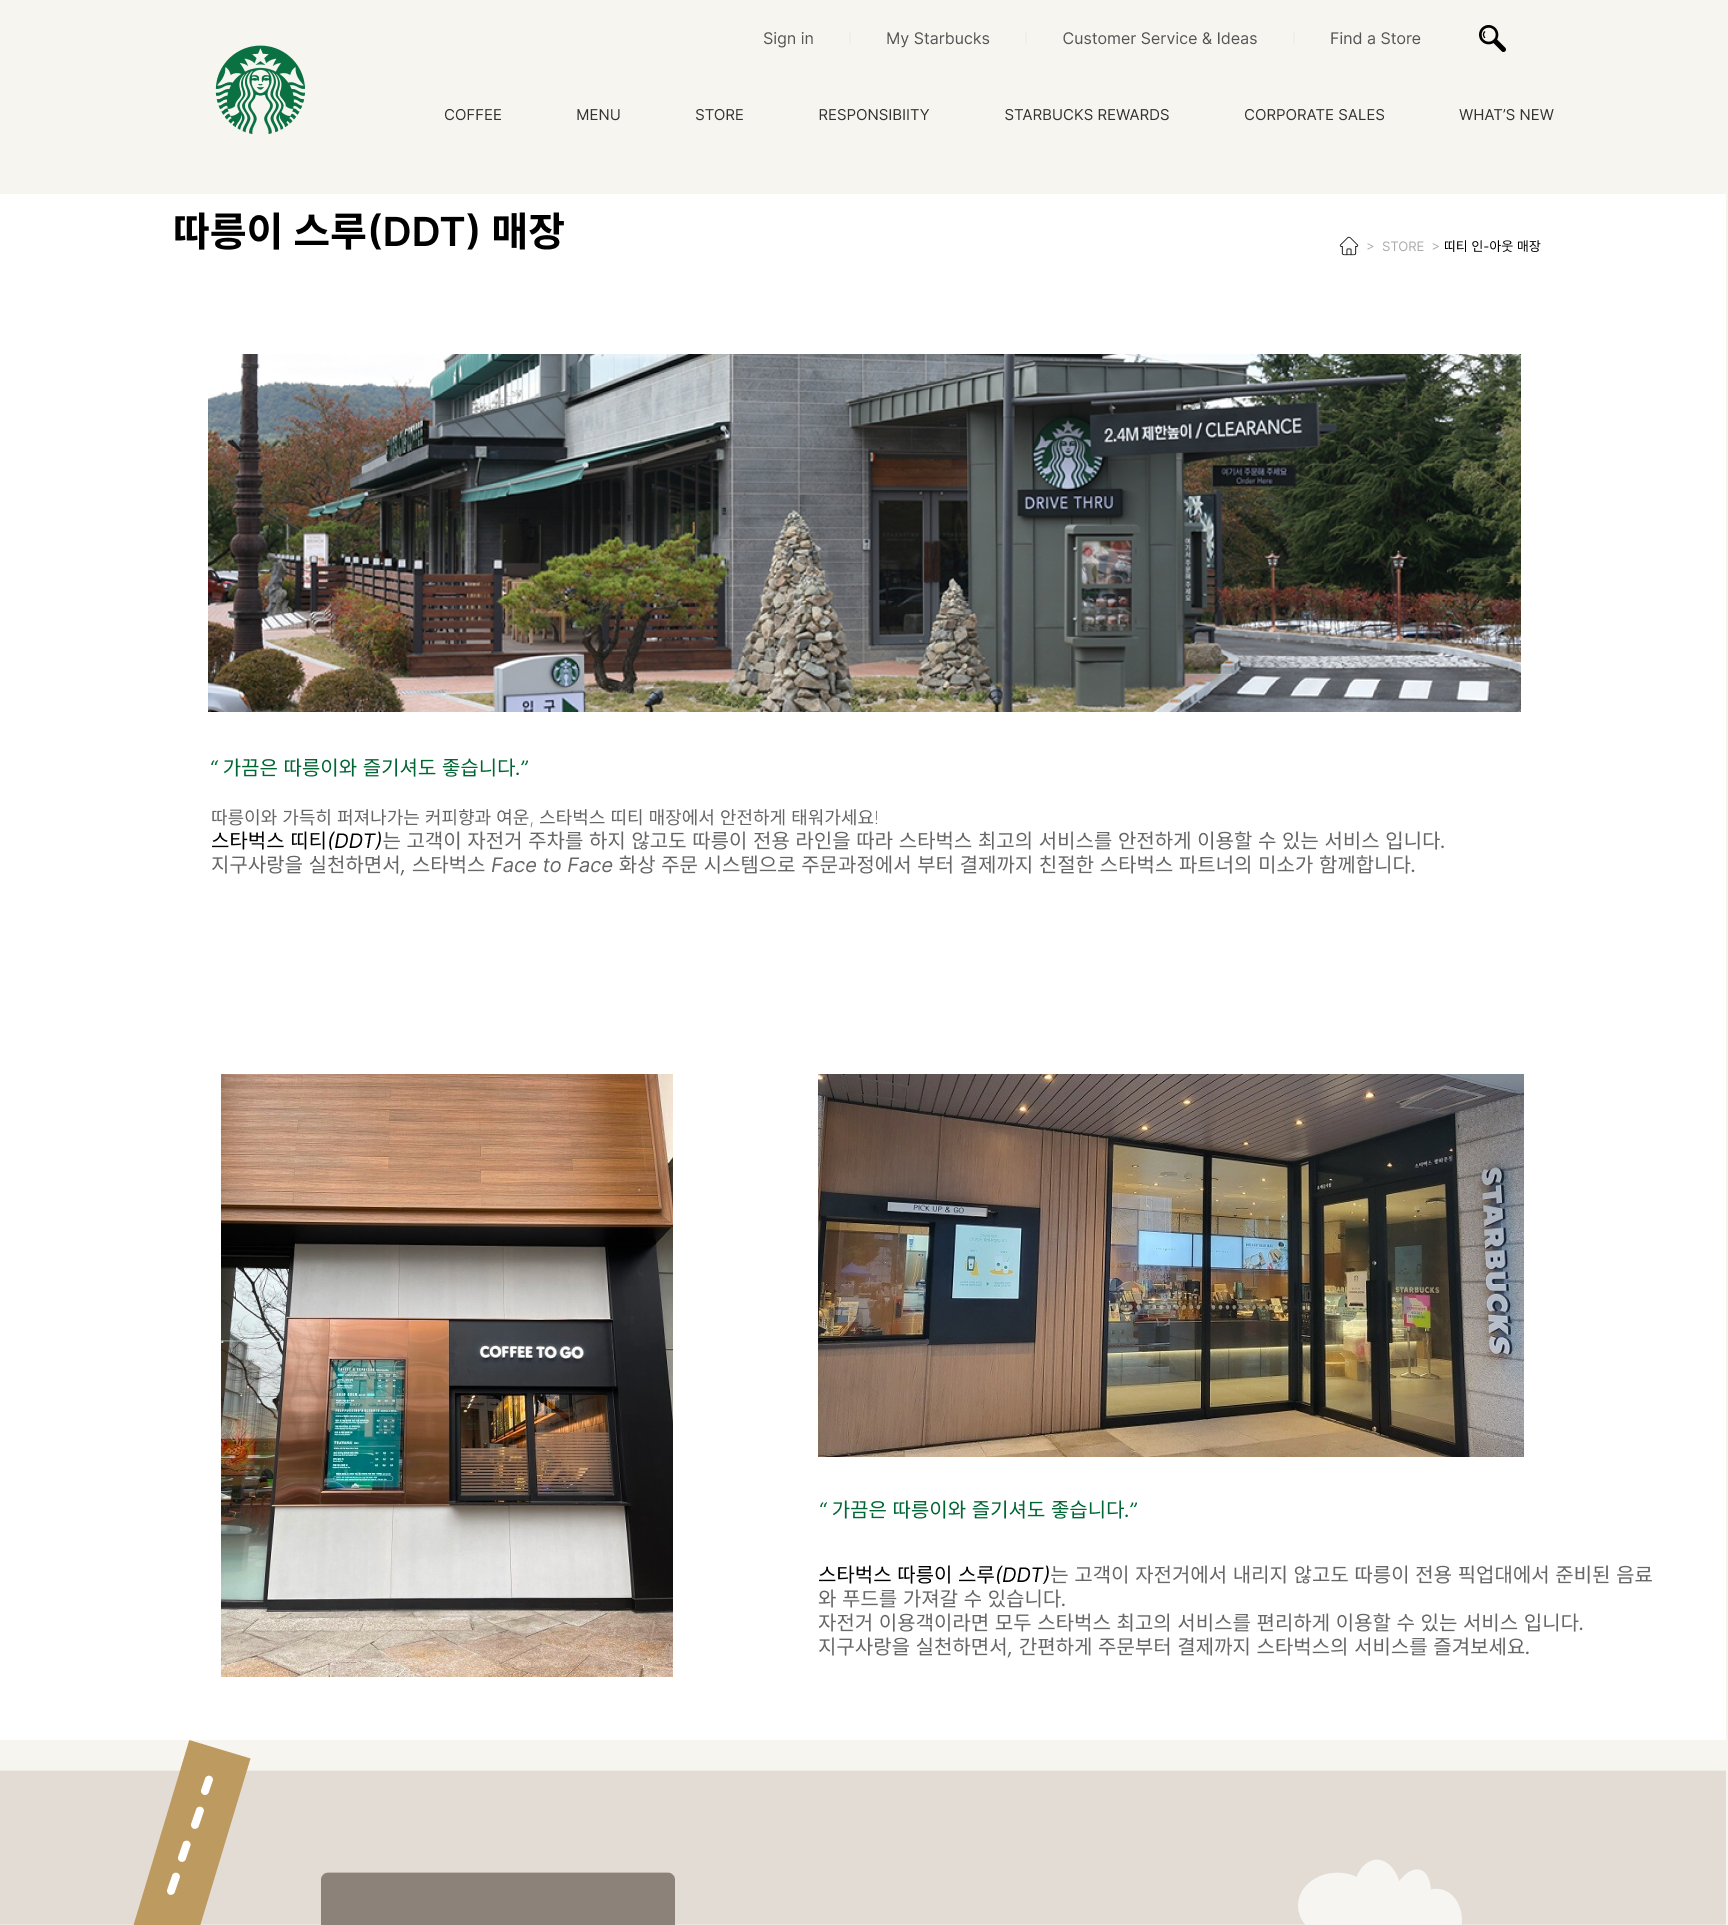 Sign in
My Starbucks
Customer Service & Ideas
Find a Store
COFFEE
MENU
STORE
RESPONSIBIITY
STARBUCKS REWARDS
CORPORATE SALES
WHAT'S NEW
따릉이 스루(DDT) 매장
> STORE > 띠티 인-아웃 매장
2.4M 제한높이 / CLEARANCE
여기서 주문해 주세요
Order Here
DRIVE THRU
입 구
“ 가끔은 따릉이와 즐기셔도 좋습니다.”
따릉이와 가득히 퍼져나가는 커피향과 여운, 스타벅스 띠티 매장에서 안전하게 태워가세요!
스타벅스 띠티(DDT)는 고객이 자전거 주차를 하지 않고도 따릉이 전용 라인을 따라 스타벅스 최고의 서비스를 안전하게 이용할 수 있는 서비스 입니다.
지구사랑을 실천하면서, 스타벅스 Face to Face 화상 주문 시스템으로 주문과정에서 부터 결제까지 친절한 스타벅스 파트너의 미소가 함께합니다.
COFFEE TO GO
PICK UP & GO
STARBUCKS
STARBUCKS
“ 가끔은 따릉이와 즐기셔도 좋습니다.”
스타벅스 따릉이 스루(DDT)는 고객이 자전거에서 내리지 않고도 따릉이 전용 픽업대에서 준비된 음료
와 푸드를 가져갈 수 있습니다.
자전거 이용객이라면 모두 스타벅스 최고의 서비스를 편리하게 이용할 수 있는 서비스 입니다.
지구사랑을 실천하면서, 간편하게 주문부터 결제까지 스타벅스의 서비스를 즐겨보세요.